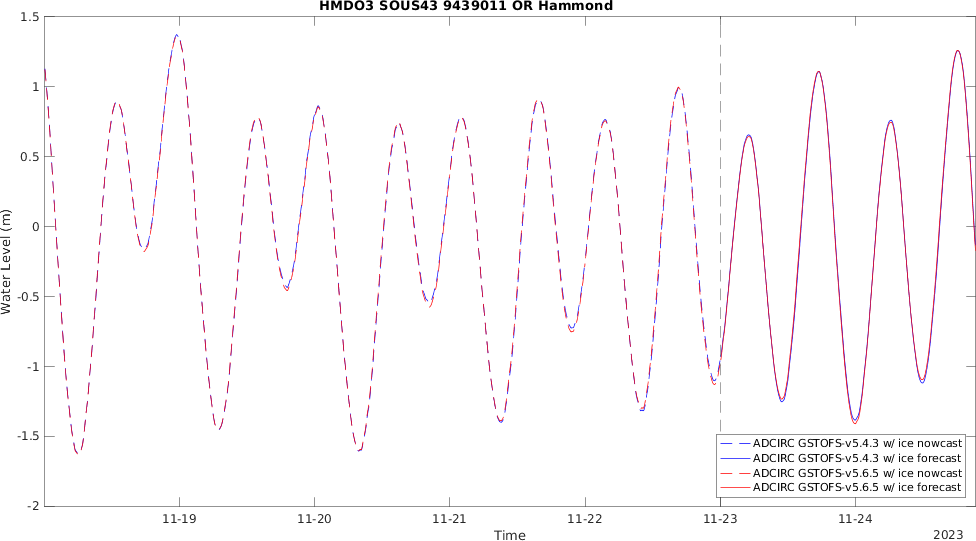 HMDO3 SOUS43 9439011 OR Hammond
1.5
1
0.5
0
-0.5
-1
-1.5
-2
Water Level (m)
ADCIRC GSTOFS-v5.4.3 w/ ice nowcast
ADCIRC GSTOFS-v5.4.3 w/ ice forecast
ADCIRC GSTOFS-v5.6.5 w/ ice nowcast
ADCIRC GSTOFS-v5.6.5 w/ ice forecast
11-19 11-20 11-21 11-22 11-23 11-24
Time
2023